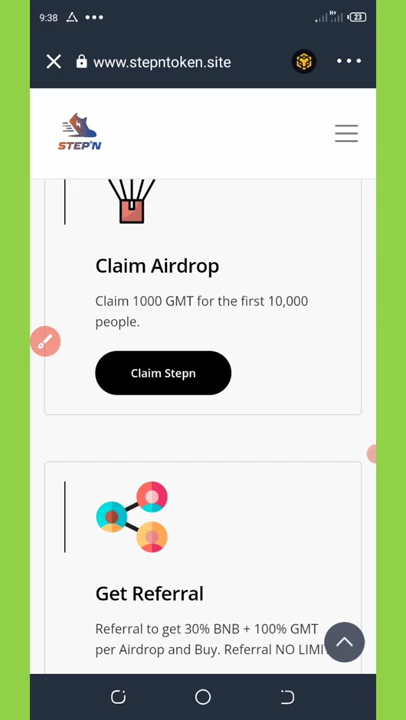 9:38
H+
23
www.stepntoken.site
STEP'N
Claim Airdrop
Claim 1000 GMT for the first 10,000
people.
Claim Stepn
Get Referral
Referral to get 30% BNB + 100% GMT
per Airdrop and Buy. Referral NO LIMI